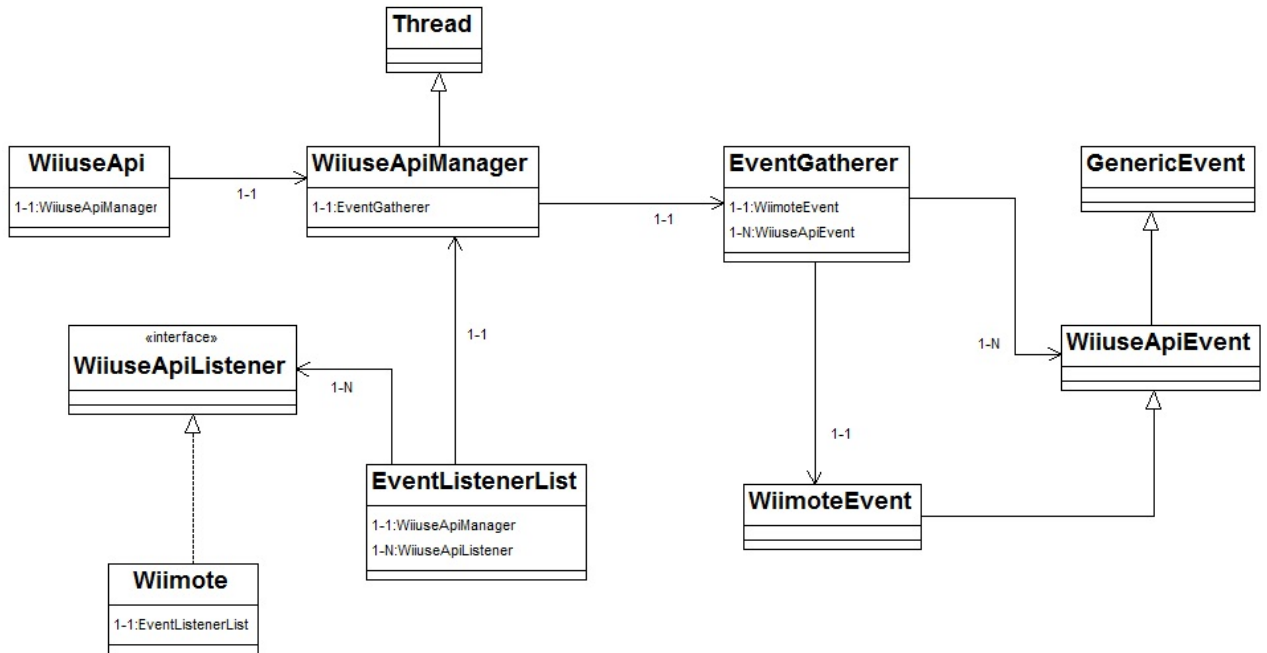 Thread
WiiuseApi
1-1:WiiuseApiManager
1-1
WiiuseApiManager
1-1:EventGatherer
1-1
EventGatherer
1-1:WiimoteEvent
1-N:WiiuseApiEvent
GenericEvent
«interface»
WiiuseApiListener
1-N
1-1
1-N
WiiuseApiEvent
1-1
EventListenerList
1-1:WiiuseApiManager
1-N:WiiuseApiListener
WiimoteEvent
Wiimote
1-1:EventListenerList